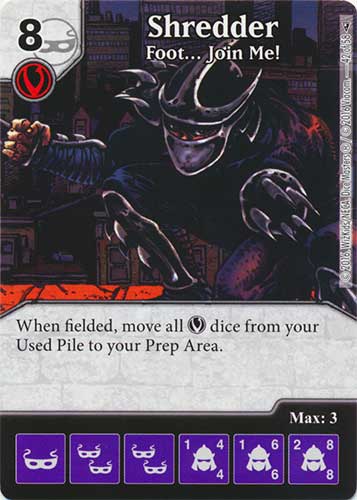 8
Shredder
Foot... Join Me!
When fielded, move all dice from your
Used Pile to your Prep Area.
Max: 3
1 4 4
1 6 6
2 8 8